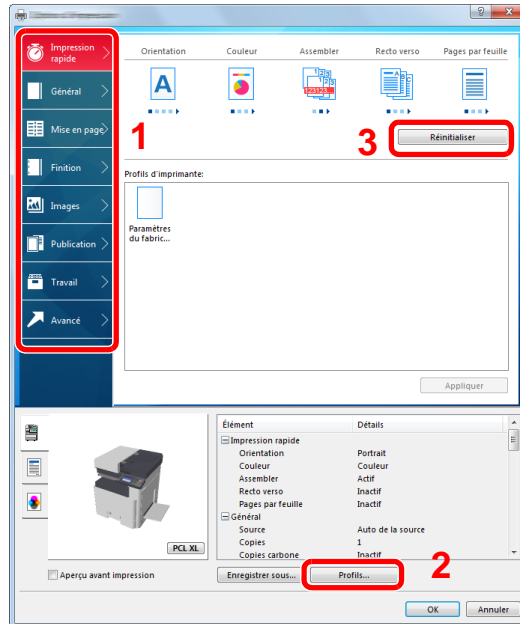 Impression
rapide
Général
Mise en page
Finition
Images
Publication
Travail
Avancé
1
Orientation Couleur Assembler Recto verso Pages par feuille
A
123
123123
3
Réinitialiser
Profils d'imprimante:
Paramètres
du fabric...
Appliquer
Élément Détails
Impression rapide
Orientation Portrait
Couleur Couleur
Assembler Actif
Recto verso Inactif
Pages par feuille Inactif
Général
Source Auto de la source
Copies 1
Copies carbone Inactif
PCL XL
2
Aperçu avant impression
Enregistrer sous... Profils...
OK Annuler